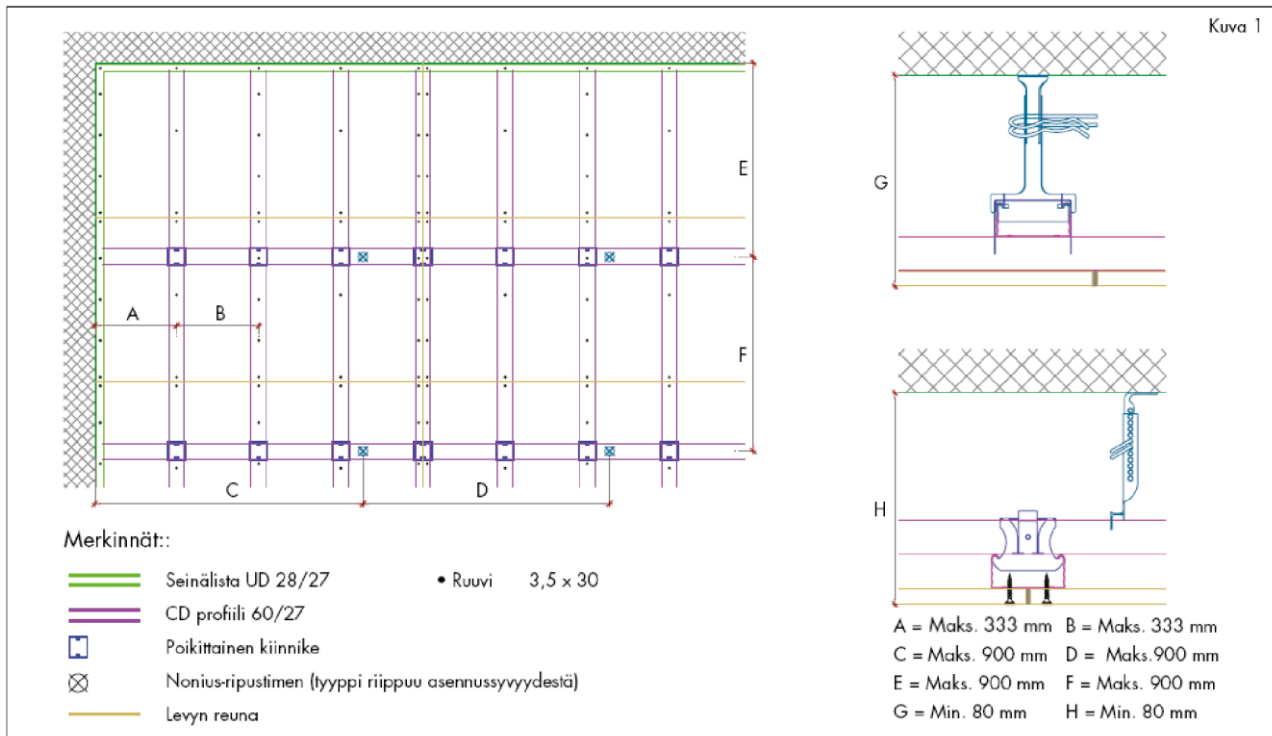 Kuva 1
E
G
A
B
F
C
D
H
Merkinnät::
Seinälista UD 28/27
• Ruuvi 3,5 x 30
CD profiili 60/27
Poikittainen kiinnike
Nonius-ripustimen (tyyppi riippuu asennussyvyydestä)
Levyn reuna
A = Maks. 333 mm B = Maks. 333 mm
C = Maks. 900 mm D = Maks.900 mm
E = Maks. 900 mm F = Maks. 900 mm
G = Min. 80 mm H = Min. 80 mm